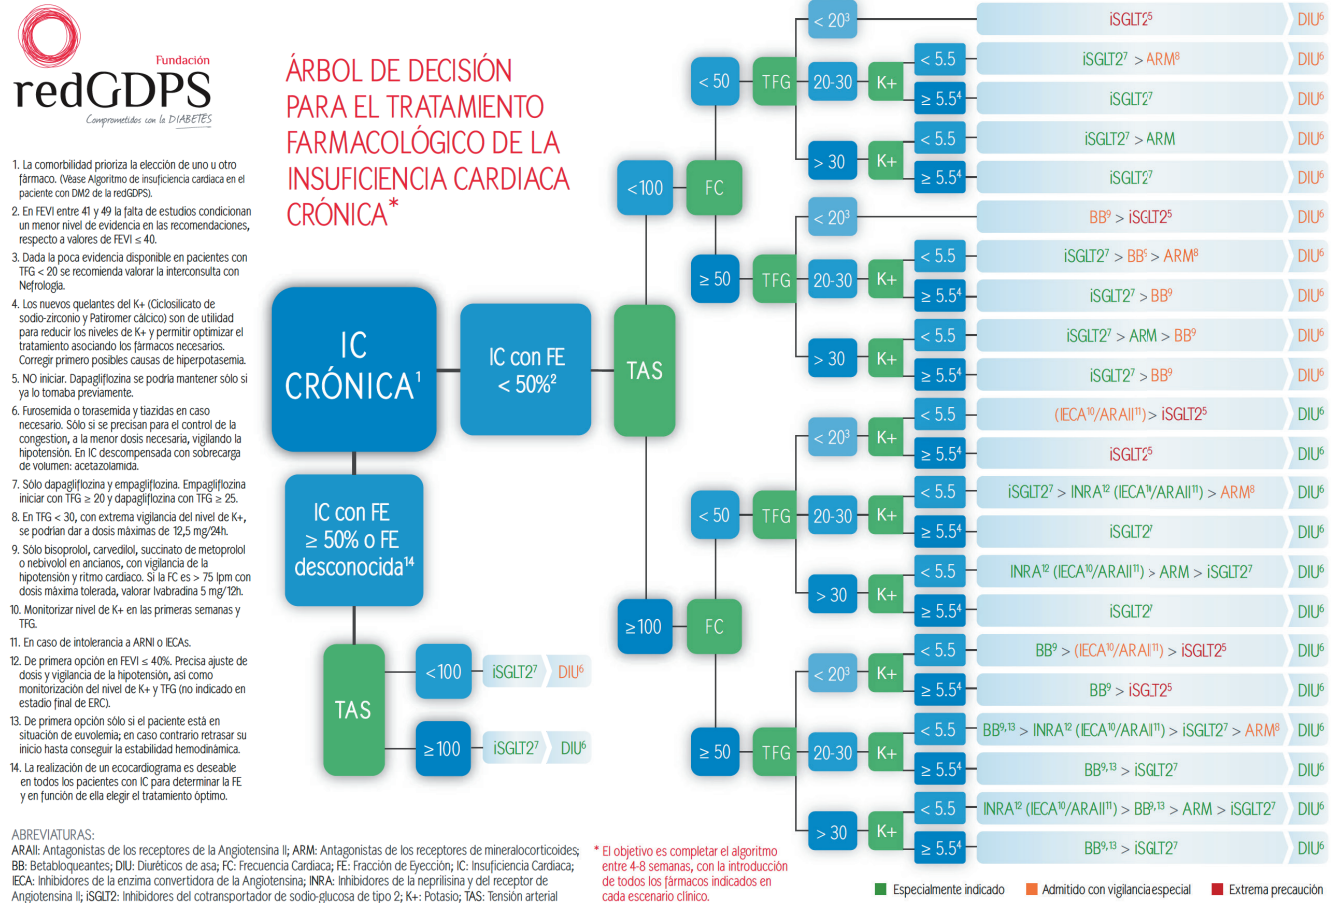 Fundación
redGDPS
Comprometidos con la DIABETES
ÁRBOL DE DECISIÓN
PARA EL TRATAMIENTO
FARMACOLÓGICO DE LA
INSUFICIENCIA CARDIACA
CRÓNICA*
1. La comorbilidad prioriza la elección de uno u otro
fármaco. (Véase Algoritmo de insuficiencia cardiaca en el
paciente con DM2 de la redGDPS).
2. En FEVI entre 41 y 49 la falta de estudios condicionan
un menor nivel de evidencia en las recomendaciones,
respecto a valores de FEVI ≤ 40.
3. Dada la poca evidencia disponible en pacientes con
TFG < 20 se recomienda valorar la interconsulta con
Nefrología.
4. Los nuevos quelantes del K+ (Ciclosilicato de
sodio-zirconio y Patiromer cálcico) son de utilidad
para reducir los niveles de K+ y permitir optimizar el
tratamiento asociando los fármacos necesarios.
Corregir primero posibles causas de hiperpotasemia.
5. NO iniciar. Dapagliflozina se podría mantener sólo si
ya lo tomaba previamente.
6. Furosemida o torasemida y tiazidas en caso
necesario. Sólo si se precisan para el control de la
congestion, a la menor dosis necesaria, vigilando la
hipotensión. En IC descompensada con sobrecarga
de volumen: acetazolamida.
7. Sólo dapagliflozina y empagliflozina. Empagliflozina
iniciar con TFG ≥ 20 y dapagliflozina con TFG ≥ 25.
8. En TFG < 30, con extrema vigilancia del nivel de K+,
se podrían dar a dosis máximas de 12,5 mg/24h.
9. Sólo bisoprolol, carvedilol, succinato de metoprolol
o nebivolol en ancianos, con vigilancia de la
hipotensión y ritmo cardiaco. Si la FC es > 75 lpm con
dosis máxima tolerada, valorar Ivabradina 5 mg/12h.
10. Monitorizar nivel de K+ en las primeras semanas y
TFG.
11. En caso de intolerancia a ARNI o IECAs.
12. De primera opción en FEVI ≤ 40%. Precisa ajuste de
dosis y vigilancia de la hipotensión, asi como
monitorización del nivel de K+ y TFG (no indicado en
estadio final de ERC).
13. De primera opción sólo si el paciente está en
situación de euvolemia; en caso contrario retrasar su
inicio hasta conseguir la estabilidad hemodinámica.
14. La realización de un ecocardiograma es deseable
en todos los pacientes con IC para determinar la FE
y en función de ella elegir el tratamiento óptimo.
IC
CRÓNICA¹
IC con FE
< 50%²
IC con FE
≥ 50% o FE
desconocida¹⁴
TAS
<100 iSGLT2⁷ DIU⁶
≥100 iSGLT2⁷ DIU⁶
TAS
<100
FC
< 50
TFG
< 20³ iSGLT2⁵ DIU⁶
20-30 K+
< 5.5 iSGLT2⁷ > ARM⁸ DIU⁶
≥ 5.5⁴ iSGLT2⁷ DIU⁶
> 30 K+
< 5.5 iSGLT2⁷ > ARM DIU⁶
≥ 5.5⁴ iSGLT2⁷ DIU⁶
≥ 50
TFG
< 20³ BB⁹ > iSGLT2⁵ DIU⁶
20-30 K+
< 5.5 iSGLT2⁷ > BB⁹ > ARM⁸ DIU⁶
≥ 5.5⁴ iSGLT2⁷ > BB⁹ DIU⁶
> 30 K+
< 5.5 iSGLT2⁷ > ARM > BB⁹ DIU⁶
≥ 5.5⁴ iSGLT2⁷ > BB⁹ DIU⁶
≥100
FC
< 50
TFG
< 20³ K+
< 5.5 (IECA¹⁰/ARAII¹¹) > iSGLT2⁵ DIU⁶
≥ 5.5⁴ iSGLT2⁵ DIU⁶
20-30 K+
< 5.5 iSGLT2⁷ > INRA¹² (IECA¹⁰/ARAII¹¹) > ARM⁸ DIU⁶
≥ 5.5⁴ iSGLT2⁷ DIU⁶
> 30 K+
< 5.5 INRA¹² (IECA¹⁰/ARAII¹¹) > ARM > iSGLT2⁷ DIU⁶
≥ 5.5⁴ iSGLT2⁷ DIU⁶
≥ 50
TFG
< 20³ K+
< 5.5 BB⁹ > (IECA¹⁰/ARAII¹¹) > iSGLT2⁵ DIU⁶
≥ 5.5⁴ BB⁹ > iSGLT2⁵ DIU⁶
20-30 K+
< 5.5 BB⁹,¹³ > INRA¹² (IECA¹⁰/ARAII¹¹) > iSGLT2⁷ > ARM⁸ DIU⁶
≥ 5.5⁴ BB⁹,¹³ > iSGLT2⁷ DIU⁶
> 30 K+
< 5.5 INRA¹² (IECA¹⁰/ARAII¹¹) > BB⁹,¹³ > ARM > iSGLT2⁷ DIU⁶
≥ 5.5⁴ BB⁹,¹³ > iSGLT2⁷ DIU⁶
ABREVIATURAS:
ARAII: Antagonistas de los receptores de la Angiotensina II; ARM: Antagonistas de los receptores de mineralocorticoides;
BB: Betabloqueantes; DIU: Diuréticos de asa; FC: Frecuencia Cardiaca; FE: Fracción de Eyección; IC: Insuficiencia Cardiaca;
IECA: Inhibidores de la enzima convertidora de la Angiotensina; INRA: Inhibidores de la neprilisina y del receptor de
Angiotensina II; iSGLT2: Inhibidores del cotransportador de sodio-glucosa de tipo 2; K+: Potasio; TAS: Tensión arterial
* El objetivo es completar el algoritmo
entre 4-8 semanas, con la introducción
de todos los fármacos indicados en
cada escenario clínico.
Especialmente indicado
Admitido con vigilancia especial
Extrema precaución